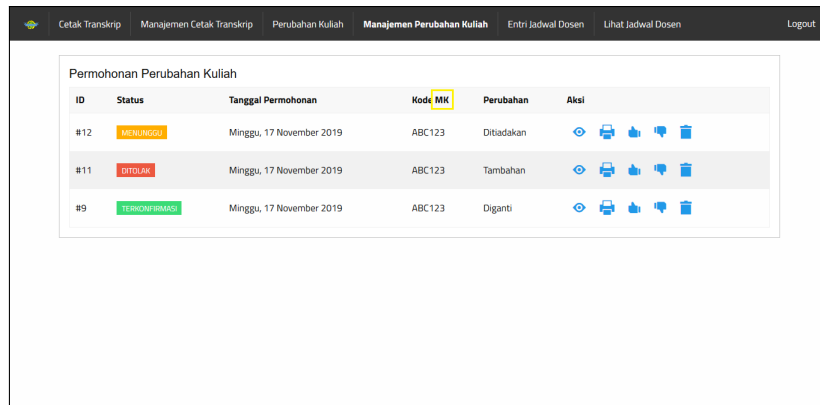 Cetak Transkrip Manajemen Cetak Transkrip Perubahan Kuliah Manajemen Perubahan Kuliah Entri Jadwal Dosen Lihat Jadwal Dosen Logout
Permohonan Perubahan Kuliah
ID Status Tanggal Permohonan Kode MK Perubahan Aksi
#12 MENUNGGU Minggu, 17 November 2019 ABC123 Ditiadakan
#11 DITOLAK Minggu, 17 November 2019 ABC123 Tambahan
#9 TERKONFIRMASI Minggu, 17 November 2019 ABC123 Diganti